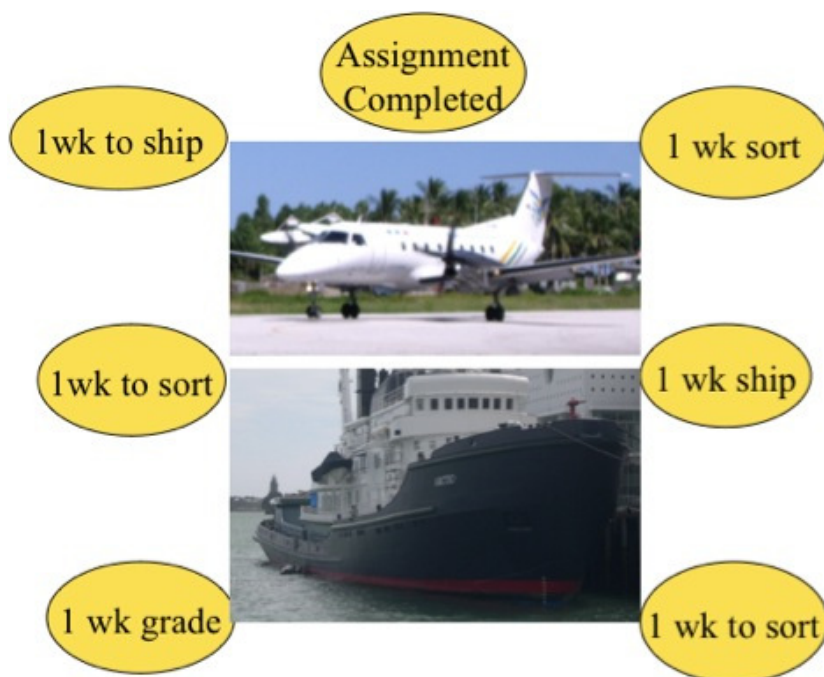 Assignment
Completed
1wk to ship
1 wk sort
1wk to sort
1 wk ship
1 wk grade
1 wk to sort